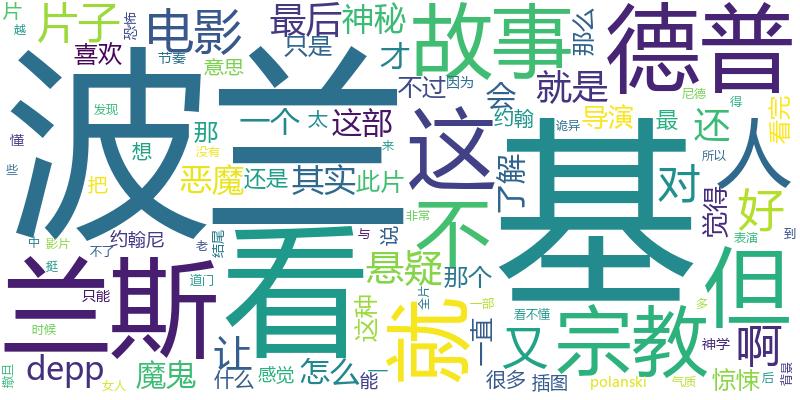 片
越
片子
恐怖
电影
最后
神秘
故事
那么
德普
喜欢
节奏
意思
只是
才
不过
因为
会
就是
波兰
发现
那
一个
太
这部
这
约翰
诡异
导演
最
还
尼德
得
人
看完
懂
想
没有
来
基
对
所以
些
把
恶魔
还是
其实
此片
了解
觉得
好
中
影片
不了
约翰尼
老
结尾
与
说
非常
不
表演
到
挺
兰斯
道门
看
悬疑
那个
但
只能
这种
全片
就
一部
一直
看不懂
多
时候
让
又
宗教
神学
啊
depp
魔鬼
什么
感觉
怎么
一
能
很多
插图
polanski
气质
惊悚
后
背景
撒旦
女人